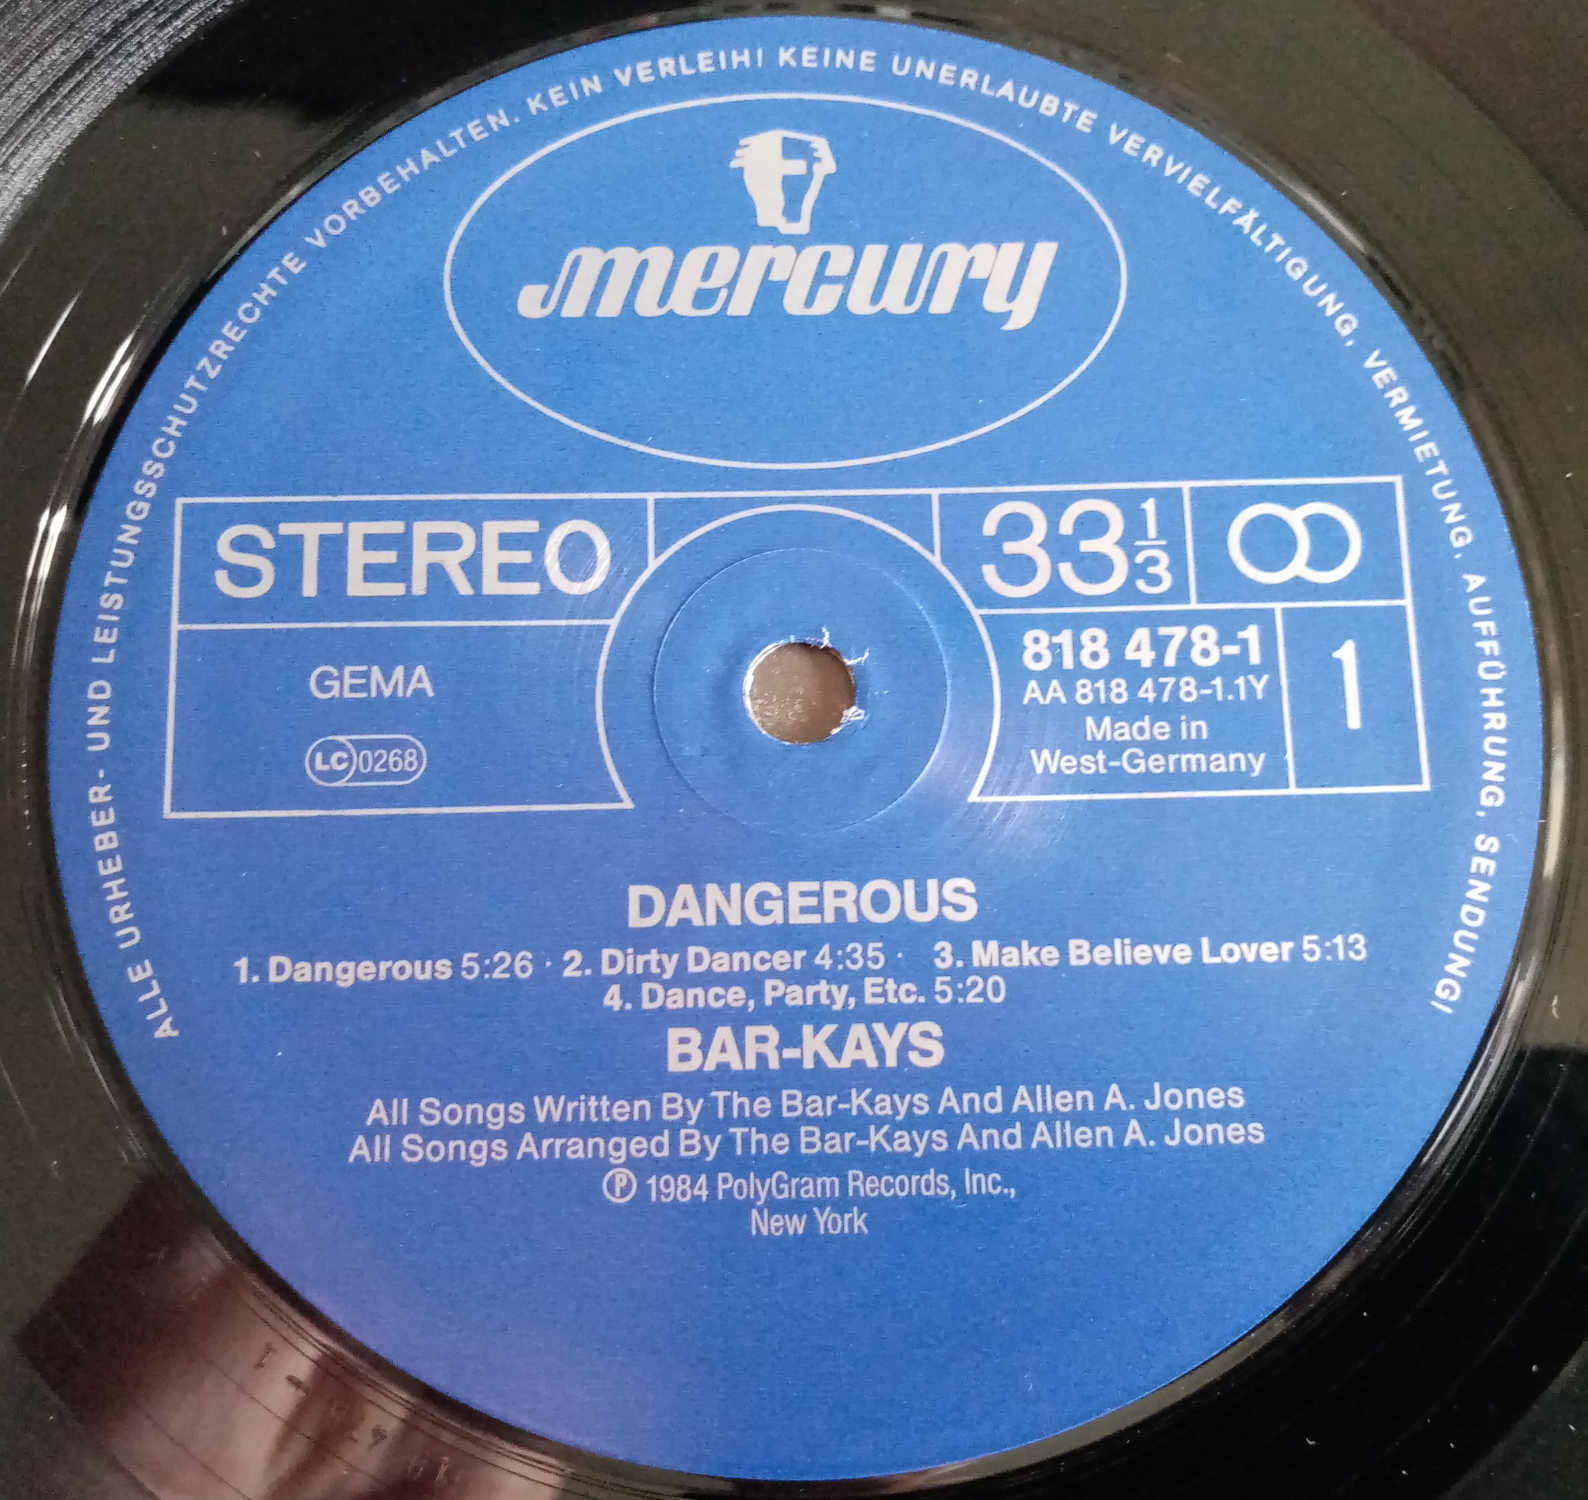 ALLE URHEBER- UND LEISTUNGSSCHUTZRECHTE VORBEHALTEN. KEIN VERLEIH! KEINE UNERLAUBTE VERVIELFÄLTIGUNG, VERMIETUNG, AUFFÜHRUNG, SENDUNG!
mercury
STEREO
33 1/3
GEMA
LC 0268
818 478-1
AA 818 478-1.1Y
Made in
West-Germany
1
DANGEROUS
1. Dangerous 5:26 · 2. Dirty Dancer 4:35 · 3. Make Believe Lover 5:13
4. Dance, Party, Etc. 5:20
BAR-KAYS
All Songs Written By The Bar-Kays And Allen A. Jones
All Songs Arranged By The Bar-Kays And Allen A. Jones
℗ 1984 PolyGram Records, Inc.,
New York